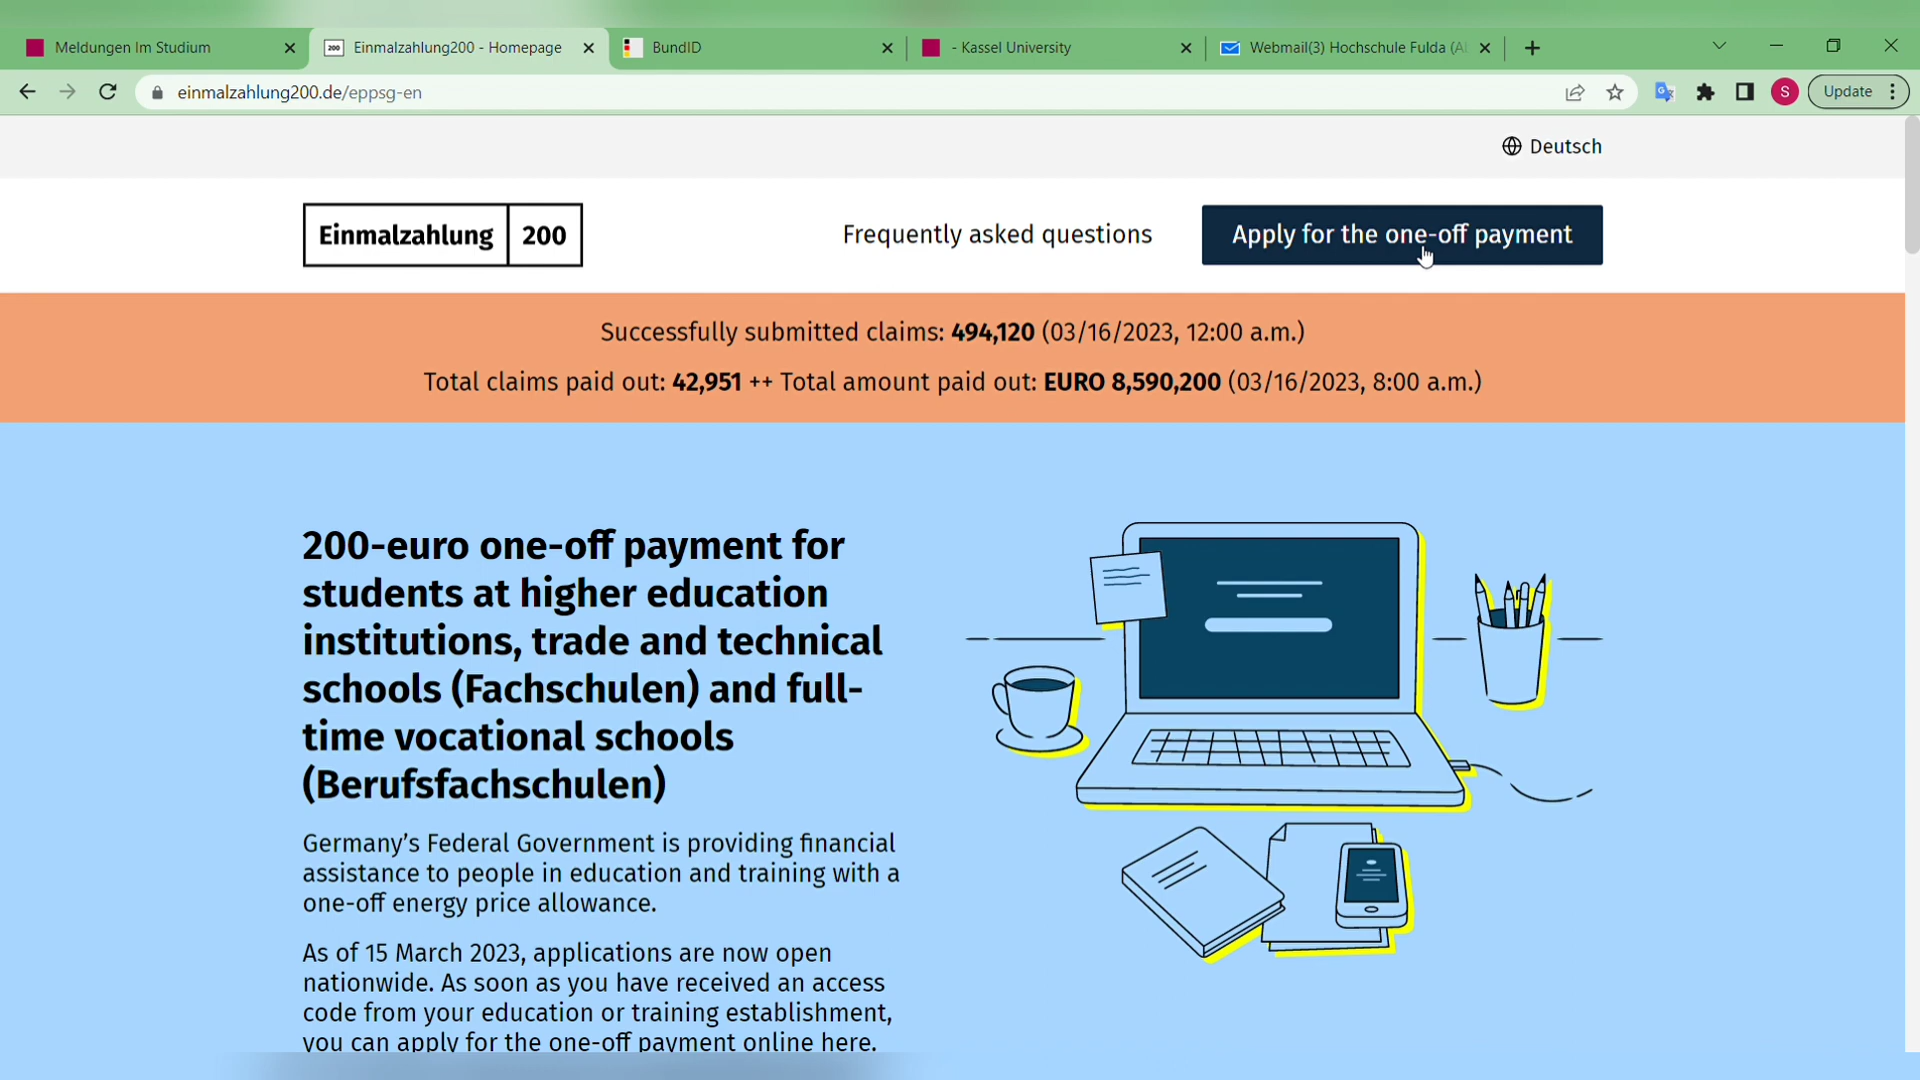 Meldungen Im Studium
200 Einmalzahlung200 - Homepage
BundID
- Kassel University
Webmail(3) Hochschule Fulda (Al
einmalzahlung200.de/eppsg-en
S
Update
Deutsch
Einmalzahlung 200
Frequently asked questions
Apply for the one-off payment
Successfully submitted claims: 494,120 (03/16/2023, 12:00 a.m.)
Total claims paid out: 42,951 ++ Total amount paid out: EURO 8,590,200 (03/16/2023, 8:00 a.m.)
200-euro one-off payment for
students at higher education
institutions, trade and technical
schools (Fachschulen) and full-
time vocational schools
(Berufsfachschulen)
Germany’s Federal Government is providing financial
assistance to people in education and training with a
one-off energy price allowance.
As of 15 March 2023, applications are now open
nationwide. As soon as you have received an access
code from your education or training establishment,
you can apply for the one-off payment online here.